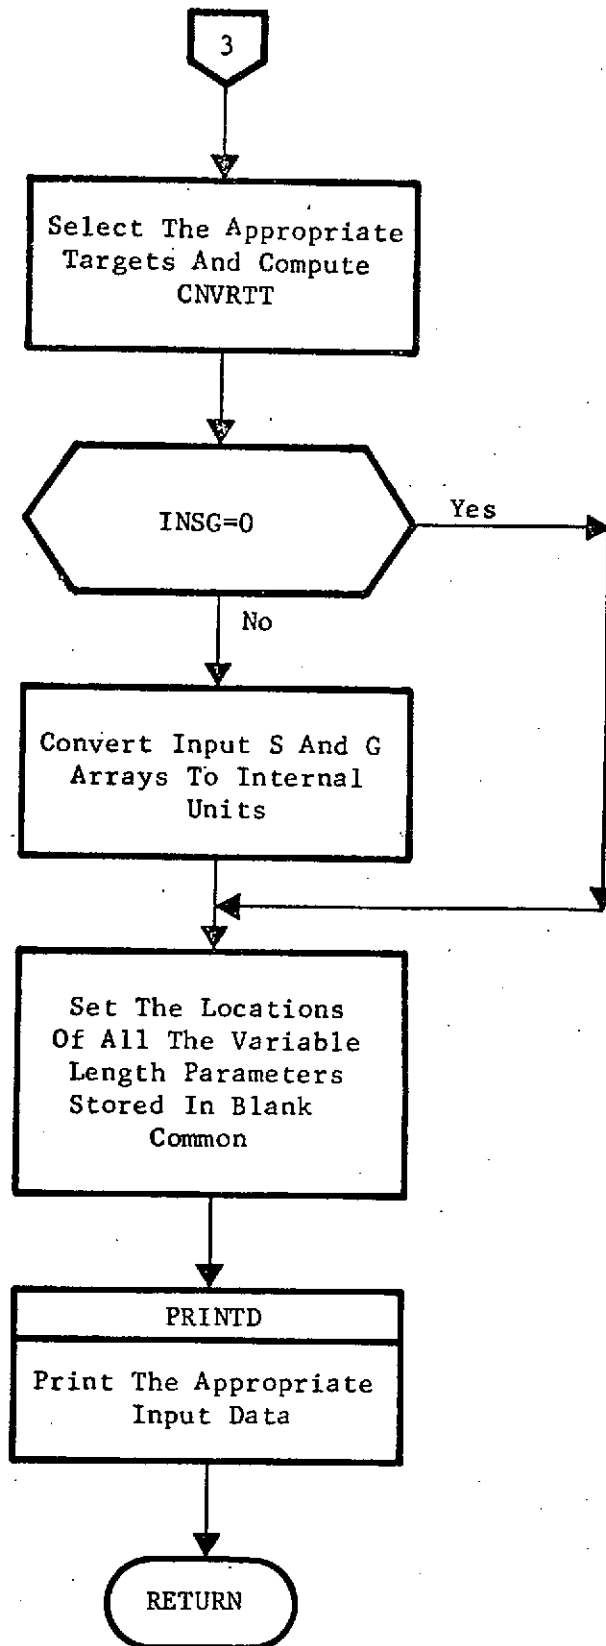 3
Select The Appropriate
Targets And Compute
CNVRTT
INSG=0
Yes
No
Convert Input S And G
Arrays To Internal
Units
Set The Locations
Of All The Variable
Length Parameters
Stored In Blank
Common
PRINTD
Print The Appropriate
Input Data
RETURN